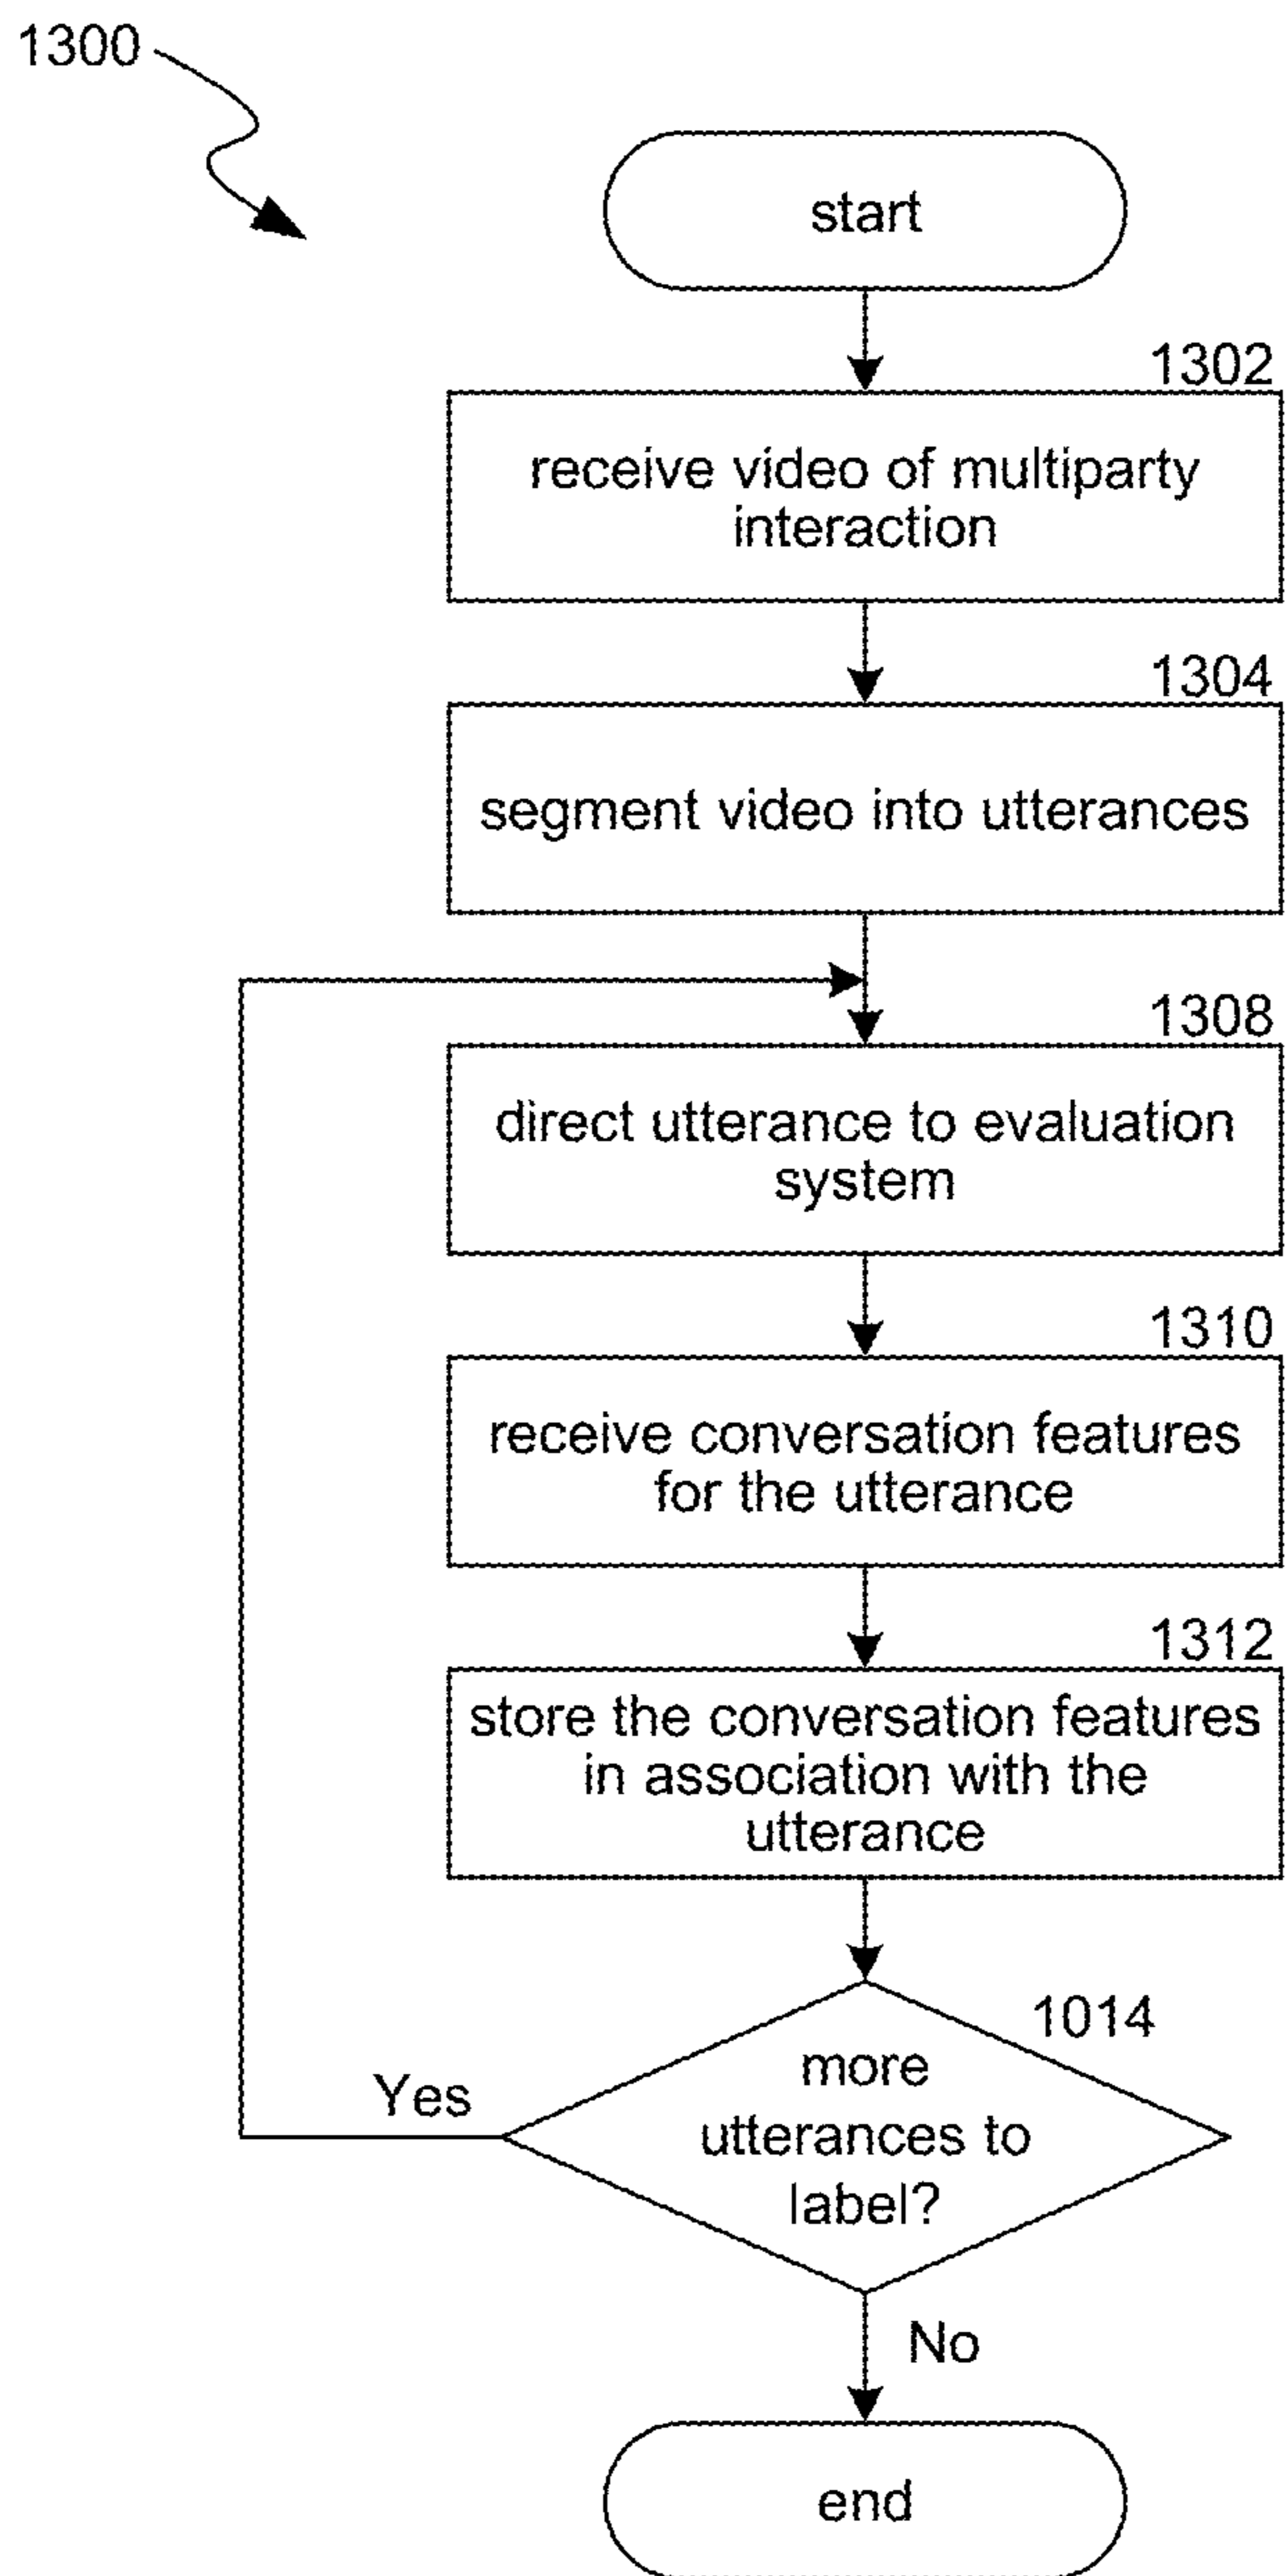 1300
start
1302
receive video of multiparty
interaction
1304
segment video into utterances
1308
direct utterance to evaluation
system
1310
receive conversation features
for the utterance
1312
store the conversation features
in association with the
utterance
1014
more
utterances to
label?
Yes
No
end